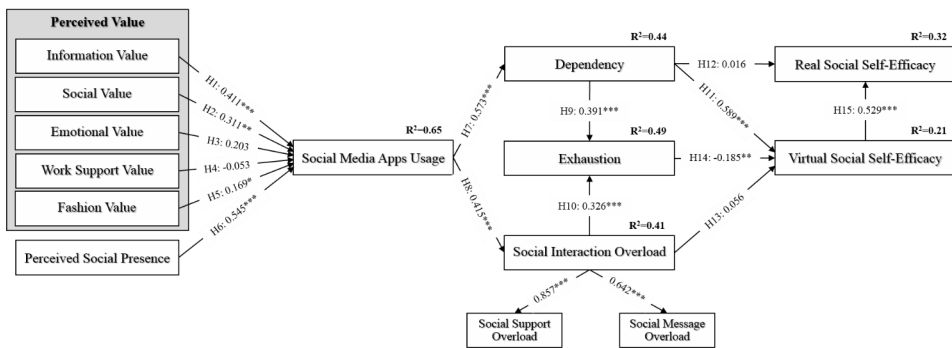 Perceived Value
Information Value
Social Value
Emotional Value
Work Support Value
Fashion Value
Perceived Social Presence
H1: 0.411***
H2: 0.311**
H3: 0.203
H4: -0.053
H5: 0.169*
H6: 0.545***
R²=0.65
Social Media Apps Usage
H7: 0.573***
H8: 0.415***
R²=0.44
Dependency
H9: 0.391***
R²=0.49
Exhaustion
H10: 0.326***
R²=0.41
Social Interaction Overload
0.857***
0.642***
Social Support
Overload
Social Message
Overload
H12: 0.016
H11: 0.589***
H14: -0.185**
H13: 0.056
R²=0.32
Real Social Self-Efficacy
H15: 0.529***
R²=0.21
Virtual Social Self-Efficacy